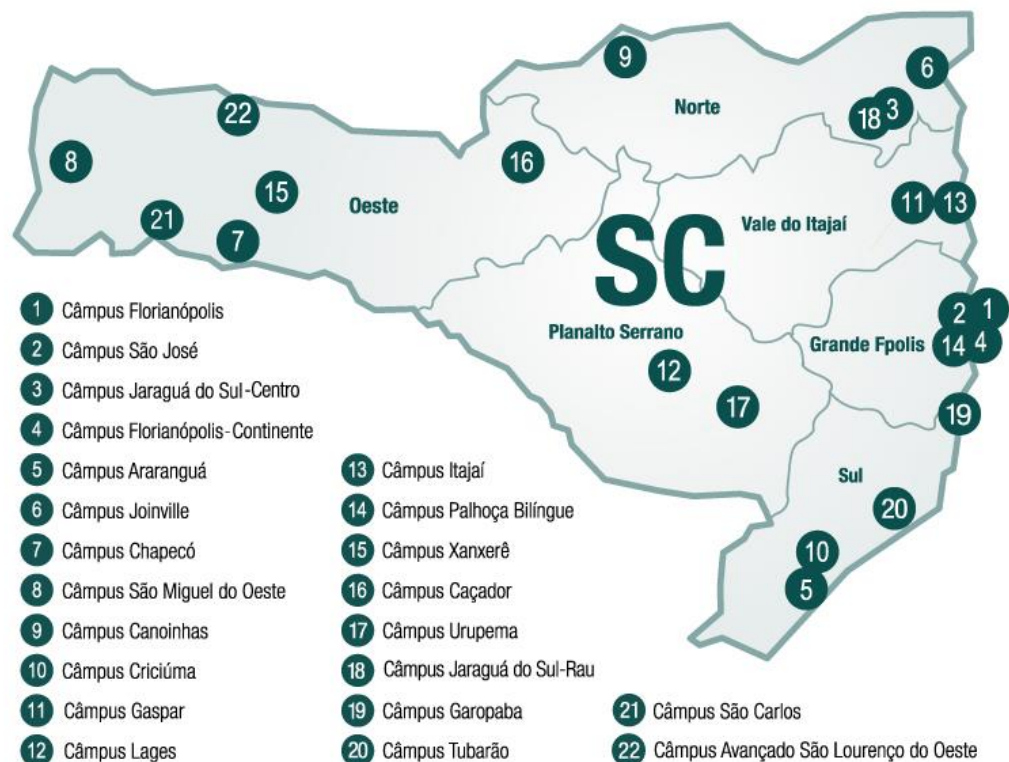 9
6
Norte
3
18
22
8
16
15
Oeste
11
13
21
7
Vale do Itajaí
SC
2
1
Planalto Serrano
Grande Fpolis
14
4
12
17
19
Sul
20
10
5
1 Câmpus Florianópolis
2 Câmpus São José
3 Câmpus Jaraguá do Sul-Centro
4 Câmpus Florianópolis-Continente
5 Câmpus Araranguá
6 Câmpus Joinville
7 Câmpus Chapecó
8 Câmpus São Miguel do Oeste
9 Câmpus Canoinhas
10 Câmpus Criciúma
11 Câmpus Gaspar
12 Câmpus Lages
13 Câmpus Itajaí
14 Câmpus Palhoça Bilíngue
15 Câmpus Xanxerê
16 Câmpus Caçador
17 Câmpus Urupema
18 Câmpus Jaraguá do Sul-Rau
19 Câmpus Garopaba
20 Câmpus Tubarão
21 Câmpus São Carlos
22 Câmpus Avançado São Lourenço do Oeste